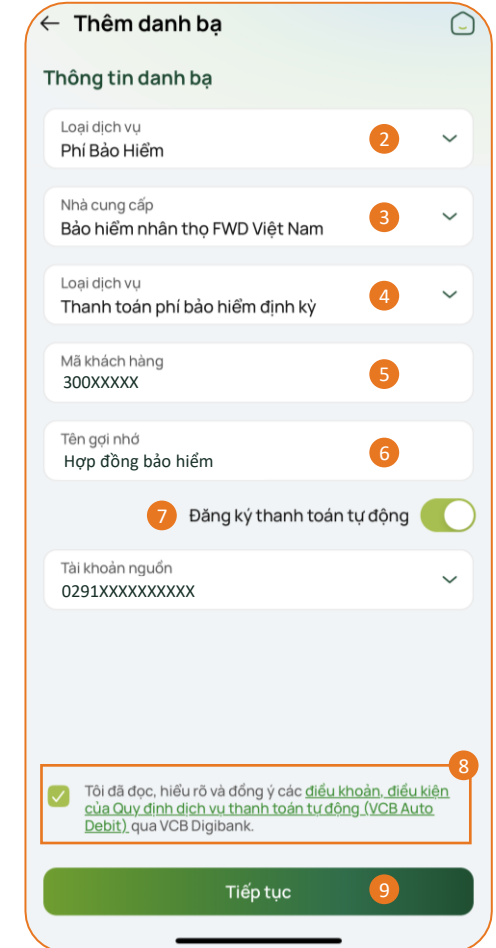 ← Thêm danh bạ
Thông tin danh bạ
Loại dịch vụ
Phí Bảo Hiểm
2
Nhà cung cấp
Bảo hiểm nhân thọ FWD Việt Nam
3
Loại dịch vụ
Thanh toán phí bảo hiểm định kỳ
4
Mã khách hàng
300XXXXX
5
Tên gợi nhớ
Hợp đồng bảo hiểm
6
7 Đăng ký thanh toán tự động
Tài khoản nguồn
0291XXXXXXXXXX
8
Tôi đã đọc, hiểu rõ và đồng ý các điều khoản, điều kiện
của Quy định dịch vụ thanh toán tự động (VCB Auto
Debit) qua VCB Digibank.
Tiếp tục 9